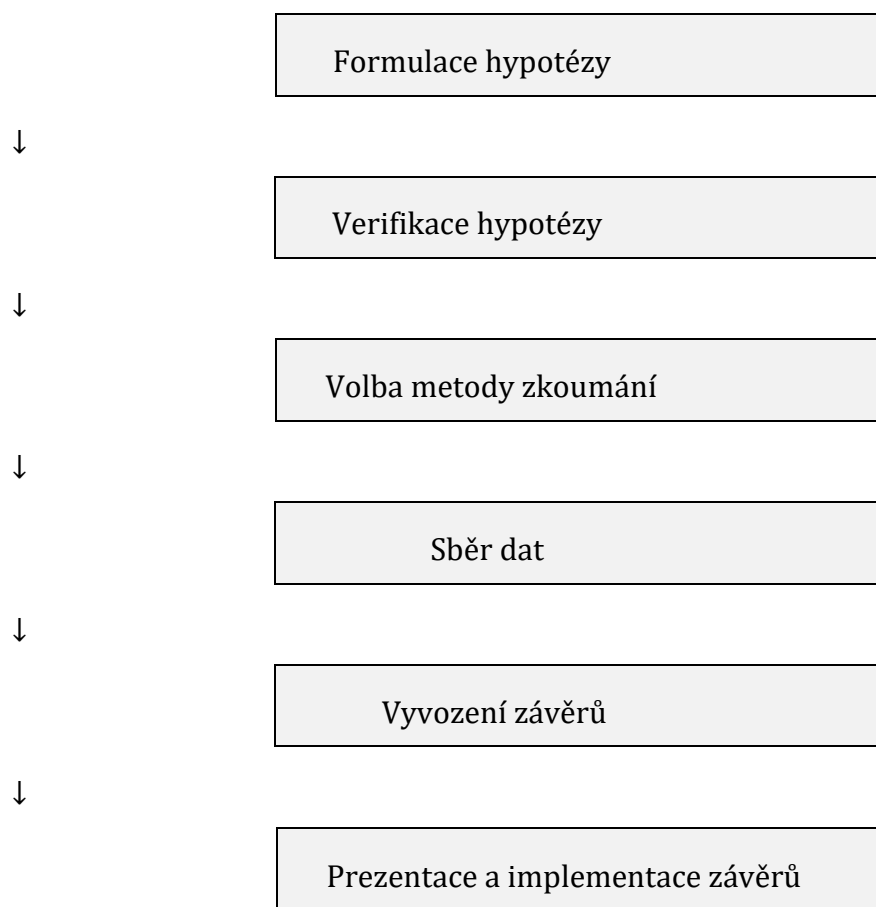 Formulace hypotézy
↓
Verifikace hypotézy
↓
Volba metody zkoumání
↓
Sběr dat
↓
Vyvození závěrů
↓
Prezentace a implementace závěrů